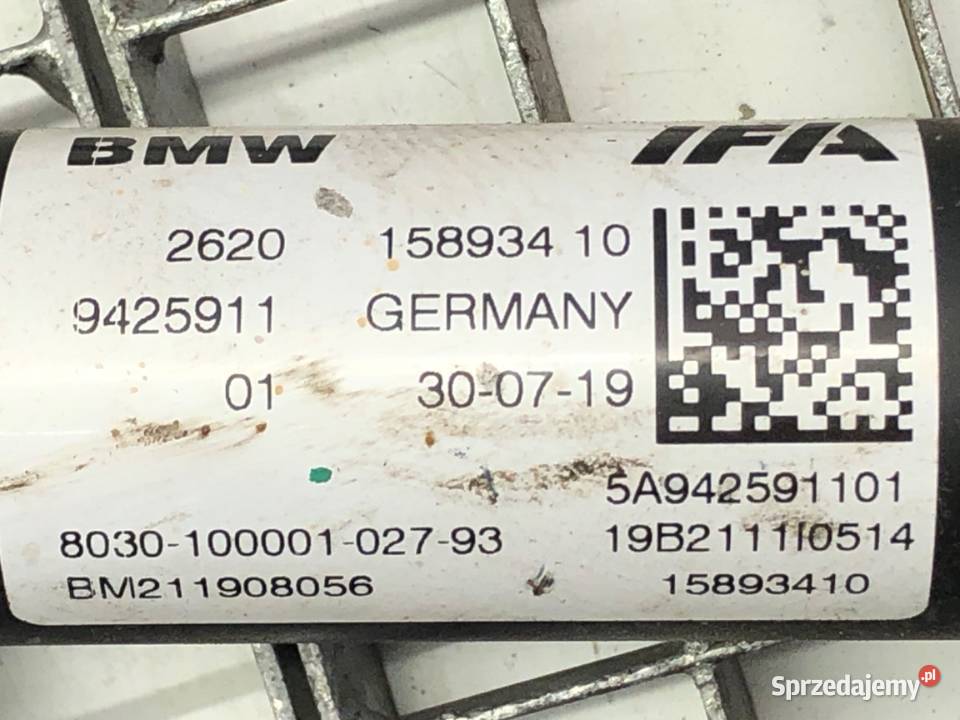 BMW IFA
2620 158934 10
9425911 GERMANY
01 30-07-19
5A942591101
8030-100001-027-93 19B2111I0514
BM211908056 15893410
Sprzedajemy.pl